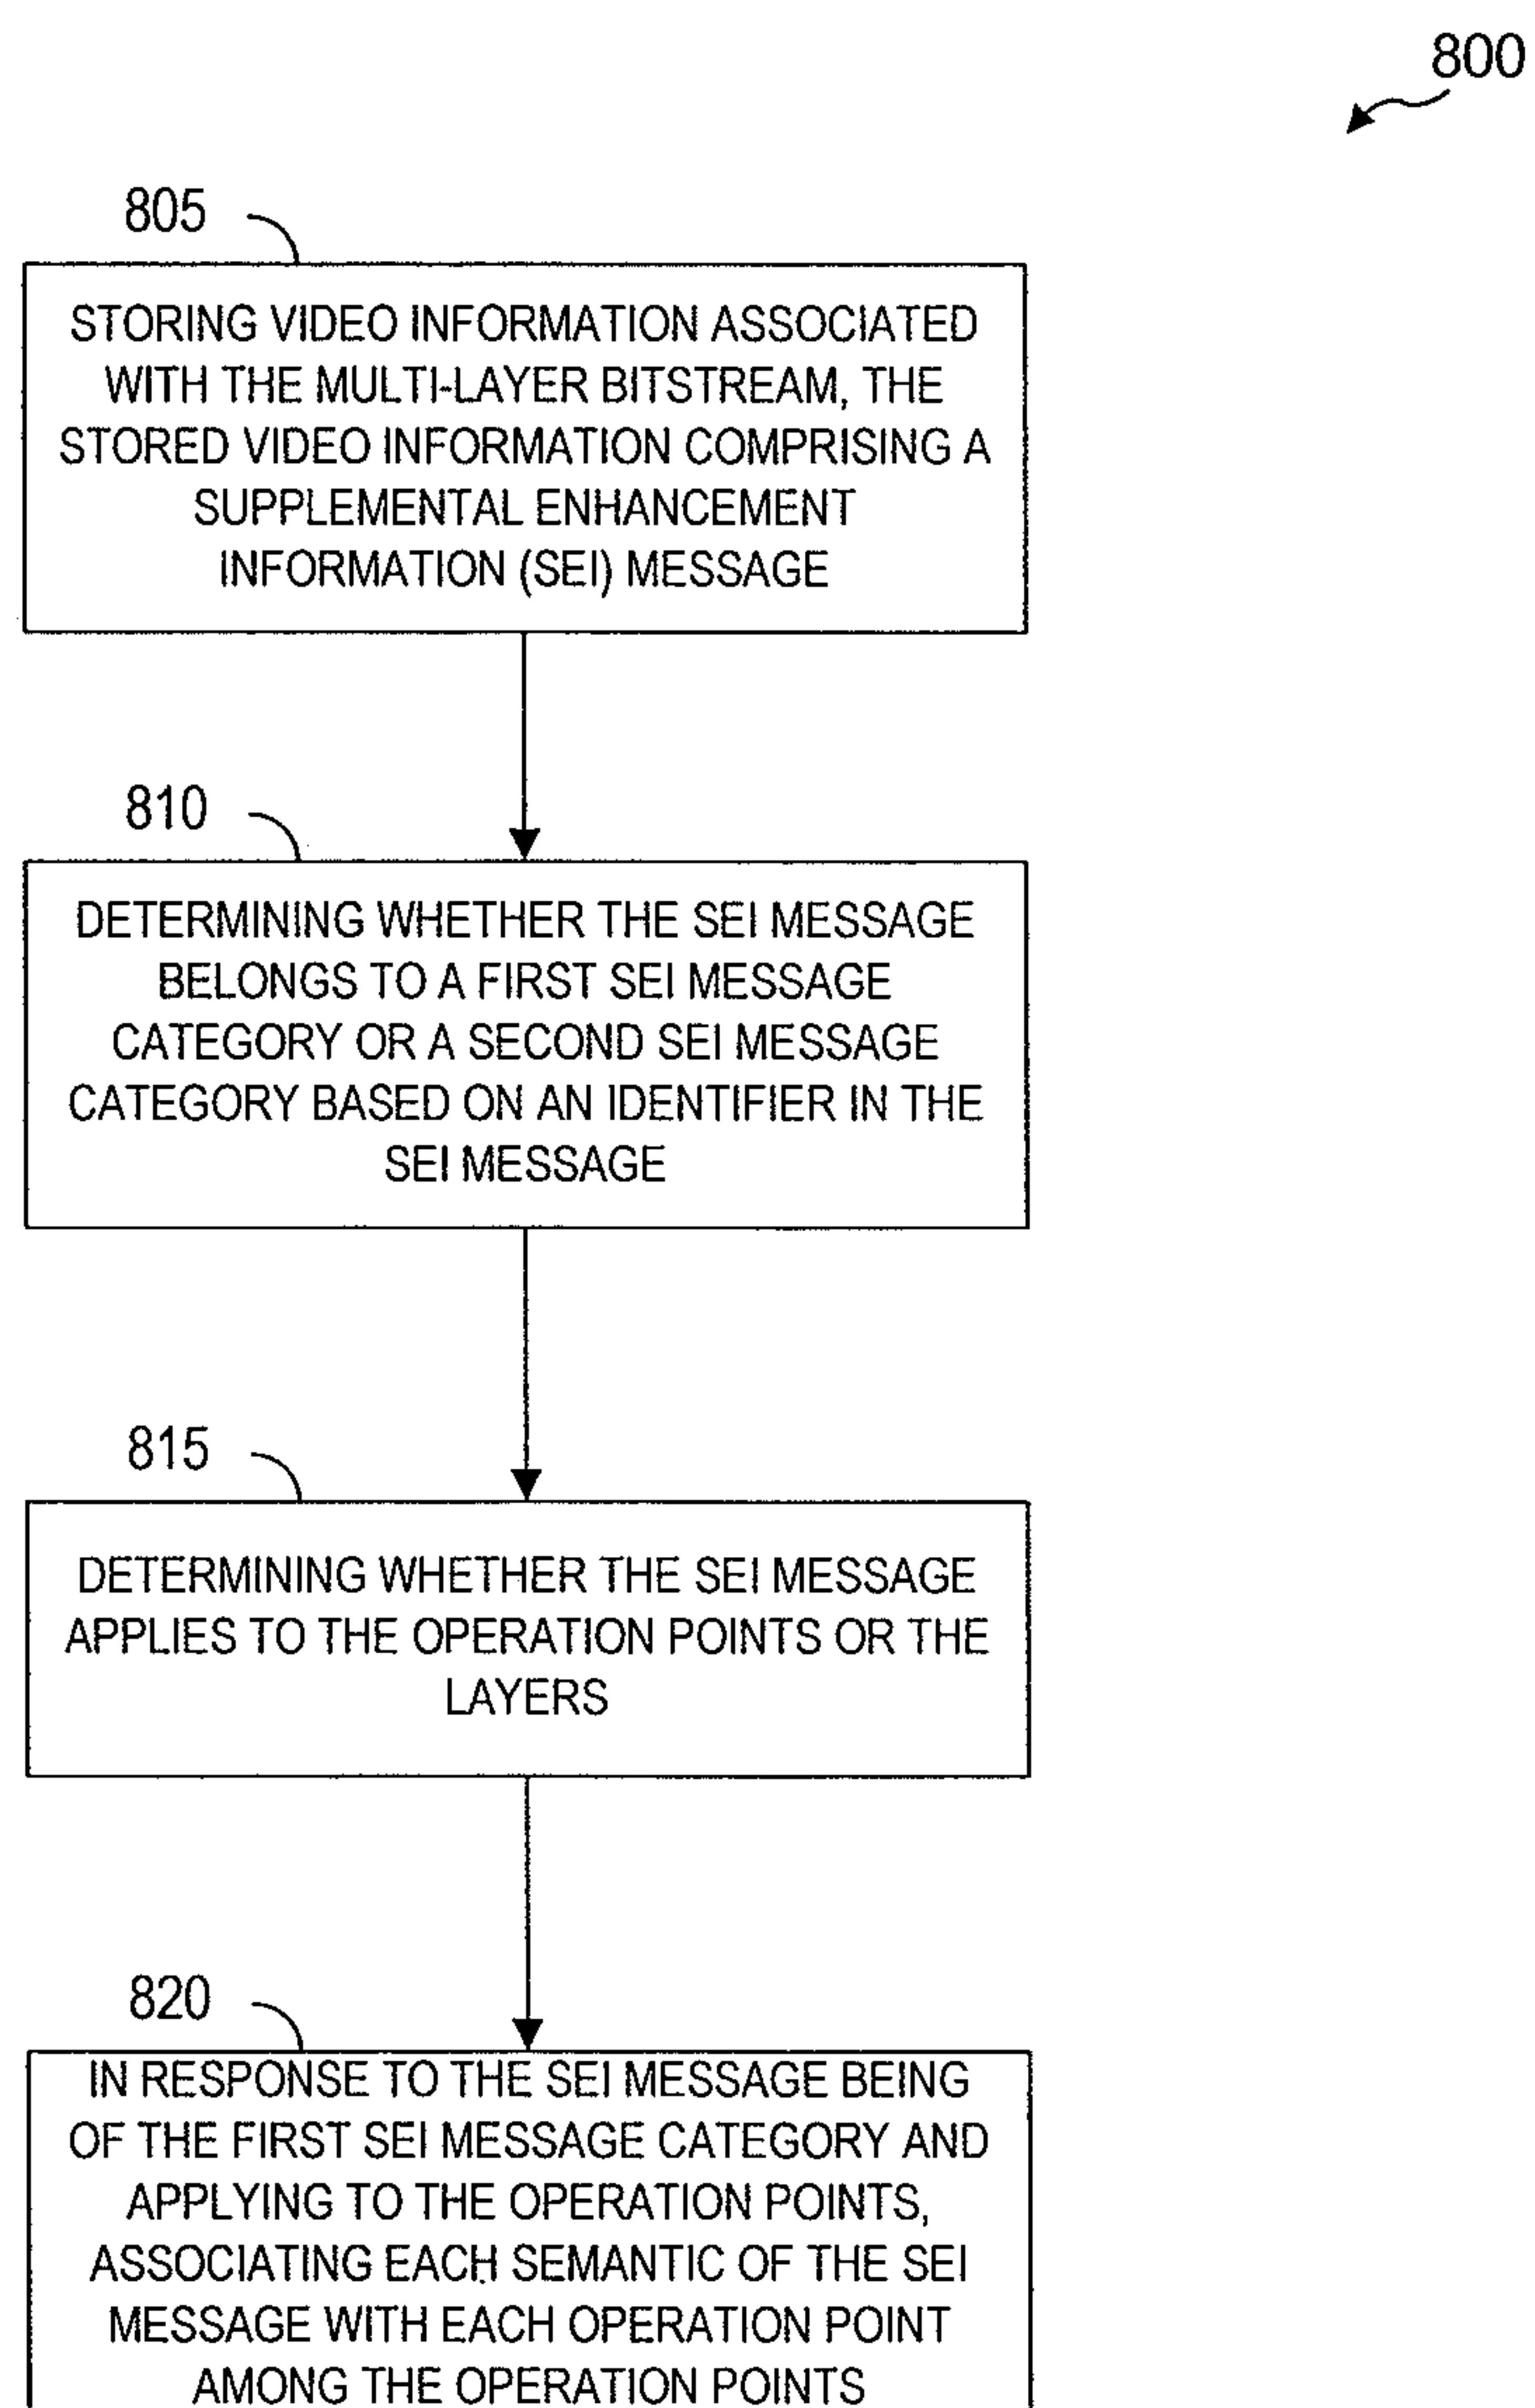 800
805
STORING VIDEO INFORMATION ASSOCIATED
WITH THE MULTI-LAYER BITSTREAM, THE
STORED VIDEO INFORMATION COMPRISING A
SUPPLEMENTAL ENHANCEMENT
INFORMATION (SEI) MESSAGE
810
DETERMINING WHETHER THE SEI MESSAGE
BELONGS TO A FIRST SEI MESSAGE
CATEGORY OR A SECOND SEI MESSAGE
CATEGORY BASED ON AN IDENTIFIER IN THE
SEI MESSAGE
815
DETERMINING WHETHER THE SEI MESSAGE
APPLIES TO THE OPERATION POINTS OR THE
LAYERS
820
IN RESPONSE TO THE SEI MESSAGE BEING
OF THE FIRST SEI MESSAGE CATEGORY AND
APPLYING TO THE OPERATION POINTS,
ASSOCIATING EACH SEMANTIC OF THE SEI
MESSAGE WITH EACH OPERATION POINT
AMONG THE OPERATION POINTS